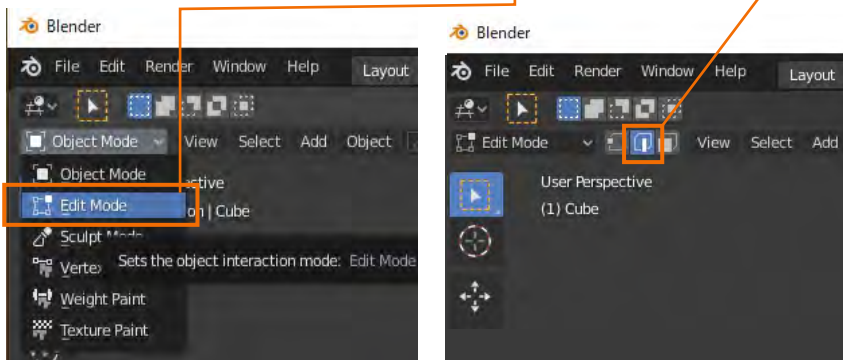 Blender
File Edit Render Window Help Layout
Object Mode View Select Add Object
Object Mode
Edit Mode
Cube
Sculpt
Sets the object interaction mode: Edit Mode
Weight Paint
Texture Paint
Blender
File Edit Render Window Help Layout
Edit Mode View Select Add
User Perspective
(1) Cube